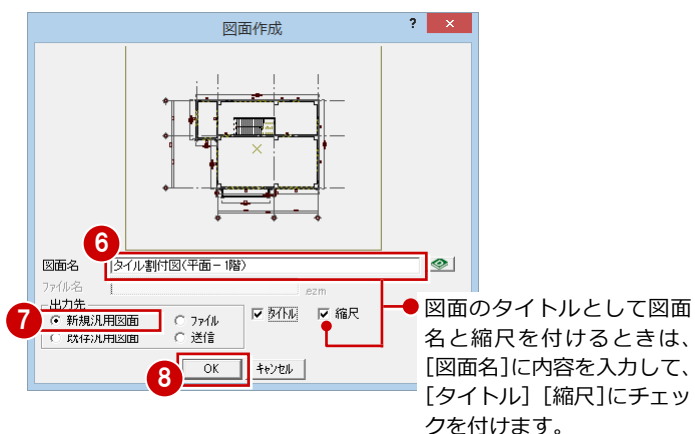 図面作成
?
×
6
図面名
タイル割付図(平面－1階)
ファイル名
ezm
7
出力先
新規汎用図面
ファイル
タイトル
縮尺
既存汎用図面
送信
8
OK
キャンセル
図面のタイトルとして図面
名と縮尺を付けるときは、
[図面名]に内容を入力して、
[タイトル] [縮尺]にチェッ
クを付けます。